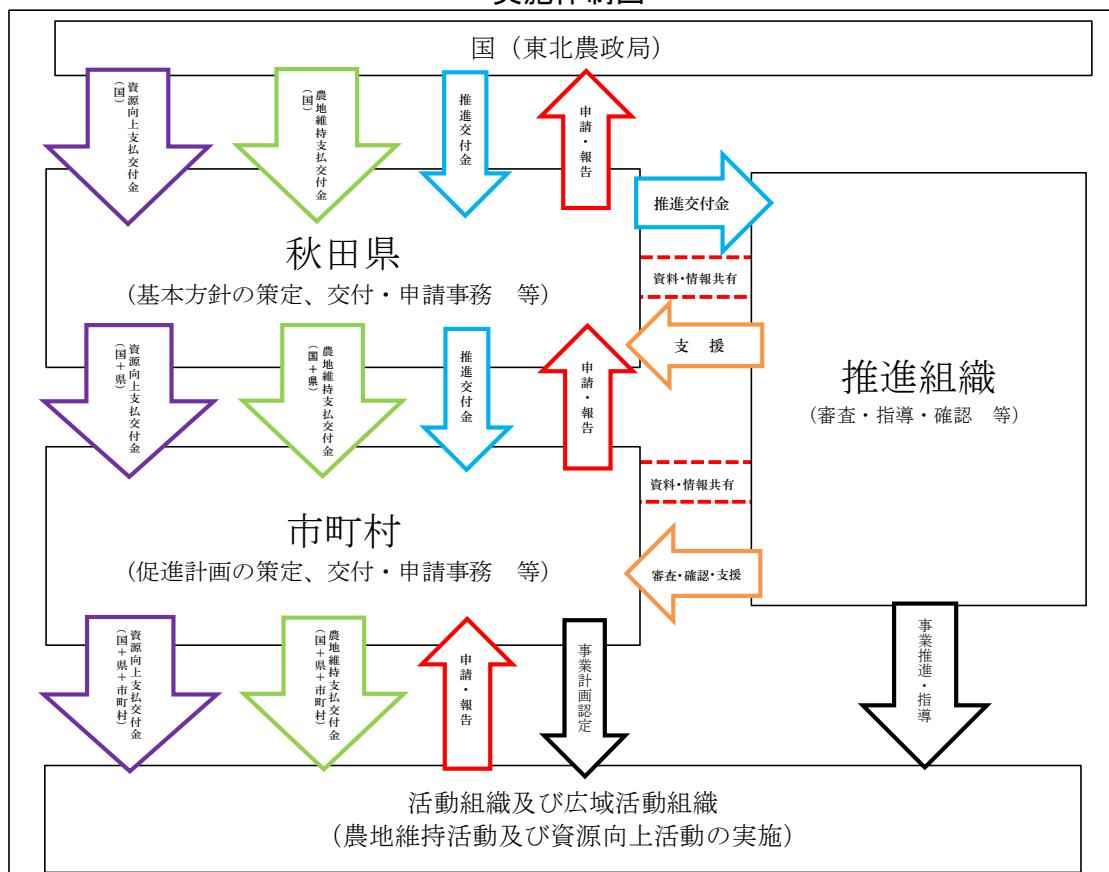 実施体制図
国（東北農政局）
資源向上支払交付金
（国）
農地維持支払交付金
（国）
推進交付金
申請・報告
推進交付金
秋田県
（基本方針の策定、交付・申請事務　等）
資料・情報共有
支　援
推進組織
（審査・指導・確認　等）
資源向上支払交付金
（国＋県）
農地維持支払交付金
（国＋県）
推進交付金
申請・報告
資料・情報共有
市町村
（促進計画の策定、交付・申請事務　等）
審査・確認・支援
資源向上支払交付金
（国＋県＋市町村）
農地維持支払交付金
（国＋県＋市町村）
申請・報告
事業計画認定
事業推進・指導
活動組織及び広域活動組織
（農地維持活動及び資源向上活動の実施）